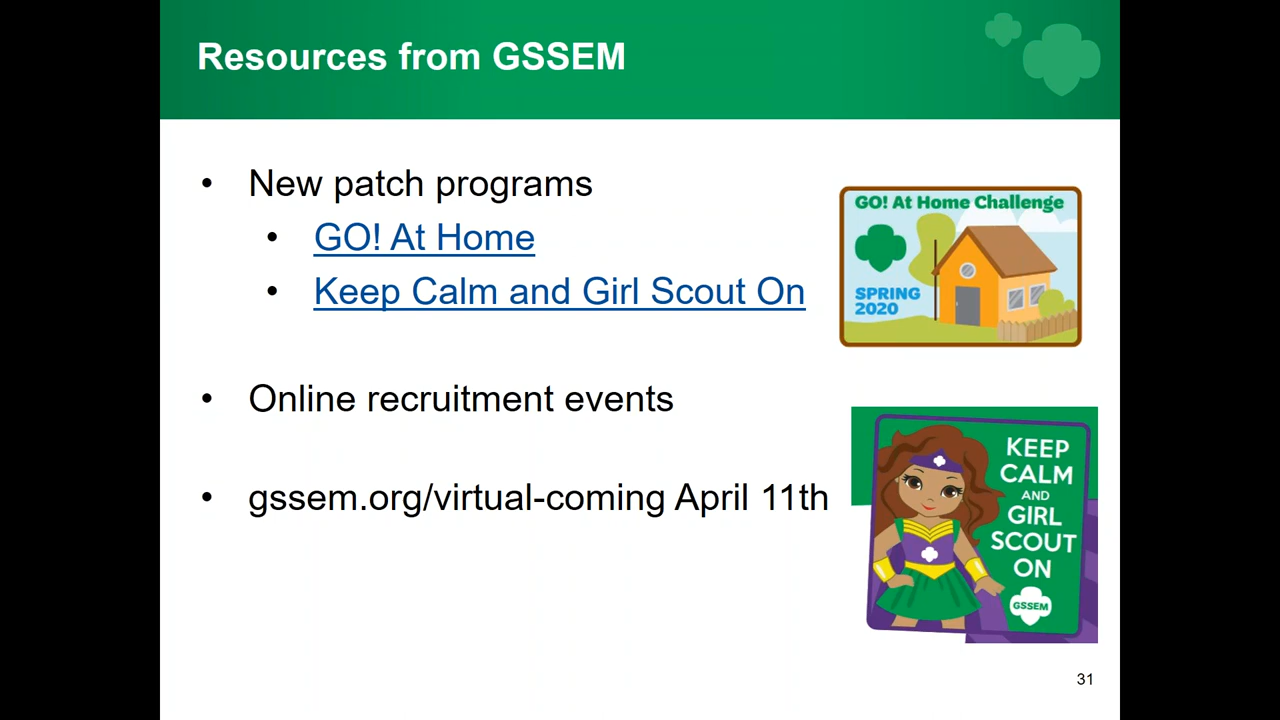 Resources from GSSEM
• New patch programs
• GO! At Home
• Keep Calm and Girl Scout On
• Online recruitment events
• gssem.org/virtual-coming April 11th
GO! At Home Challenge
SPRING
2020
KEEP
CALM
AND
GIRL
SCOUT
ON
GSSEM
31